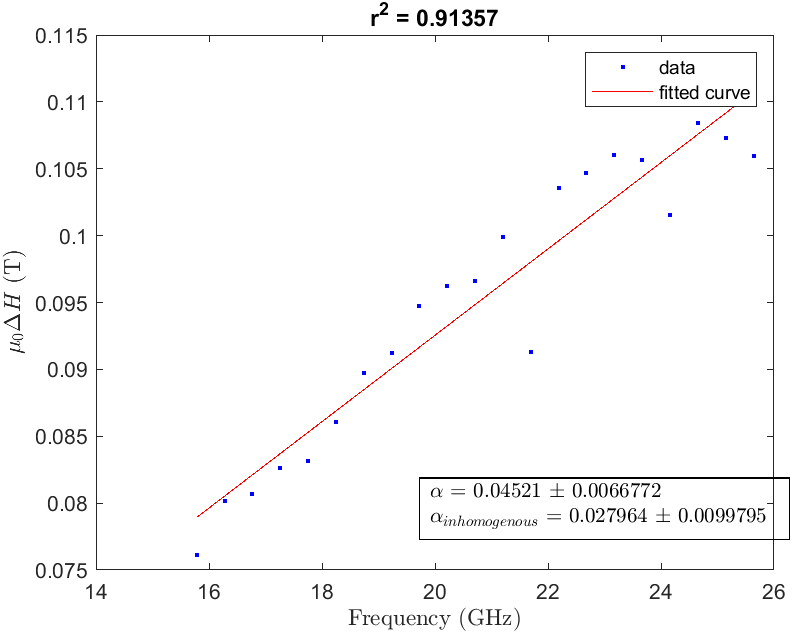 r² = 0.91357
0.115
0.11
0.105
0.1
0.095
0.09
0.085
0.08
0.075
μ₀ΔH (T)
data
fitted curve
α = 0.04521 ± 0.0066772
α_inhomogenous = 0.027964 ± 0.0099795
14 16 18 20 22 24 26
Frequency (GHz)